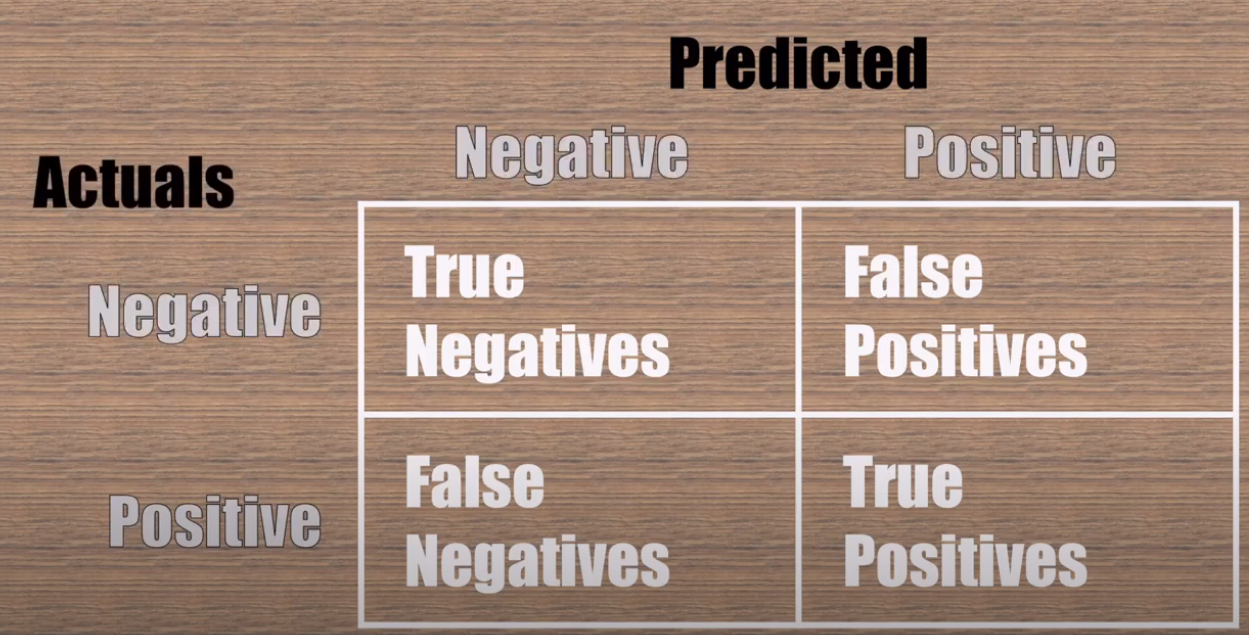 Predicted
Negative Positive
Actuals
Negative
True
Negatives
False
Positives
Positive
False
Negatives
True
Positives